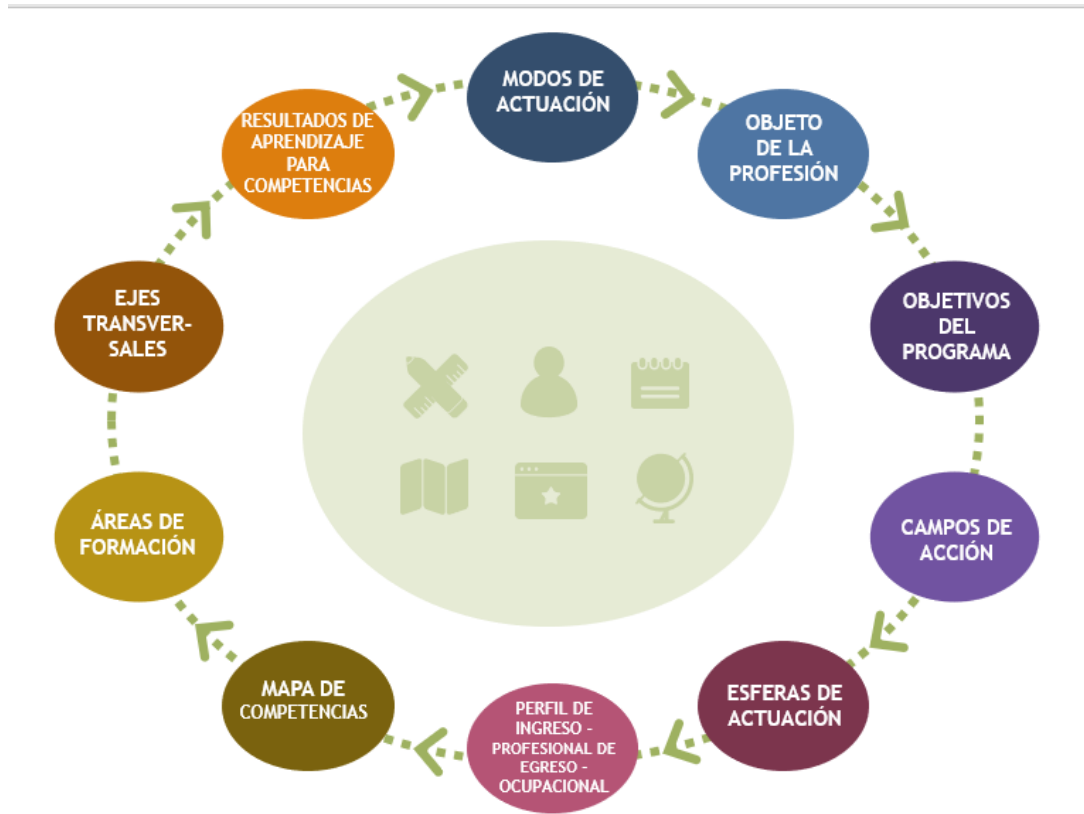 MODOS DE
ACTUACIÓN
OBJETO
DE LA
PROFESIÓN
OBJETIVOS
DEL
PROGRAMA
CAMPOS DE
ACCIÓN
ESFERAS DE
ACTUACIÓN
PERFIL DE
INGRESO –
PROFESIONAL DE
EGRESO –
OCUPACIONAL
MAPA DE
COMPETENCIAS
ÁREAS DE
FORMACIÓN
EJES
TRANSVER-
SALES
RESULTADOS DE
APRENDIZAJE
PARA
COMPETENCIAS